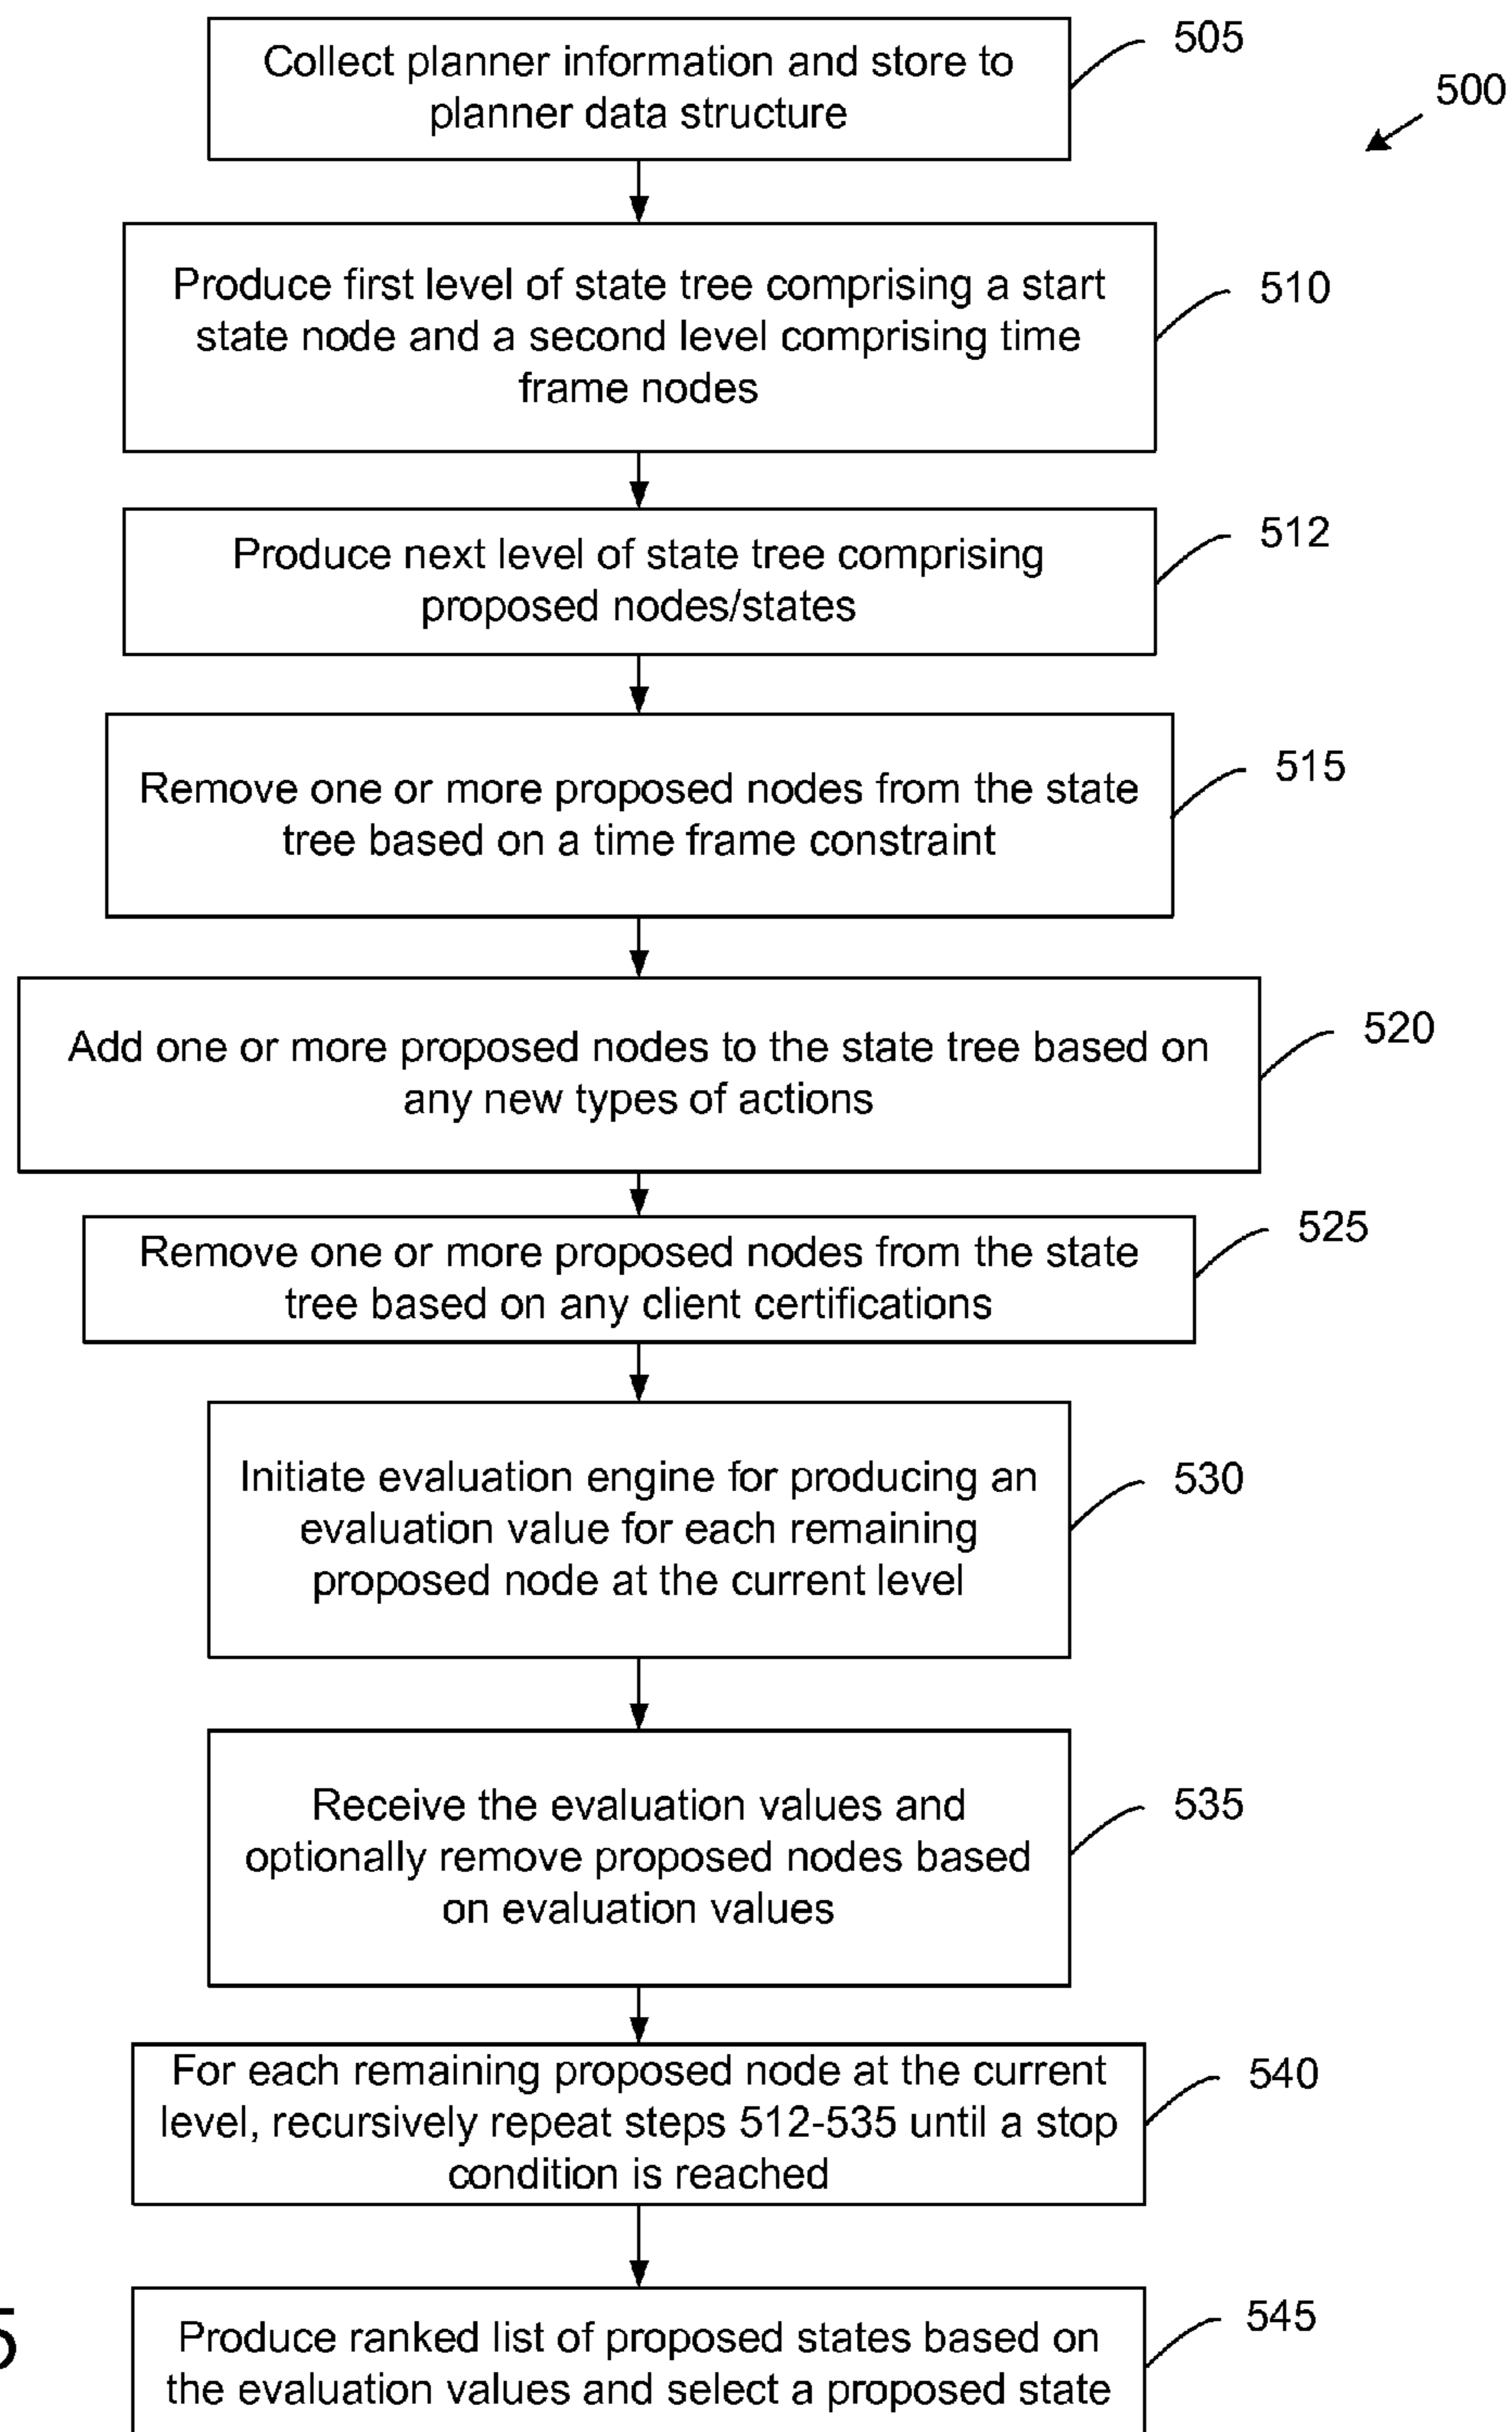 Collect planner information and store to
planner data structure
505
500
Produce first level of state tree comprising a start
state node and a second level comprising time
frame nodes
510
Produce next level of state tree comprising
proposed nodes/states
512
Remove one or more proposed nodes from the state
tree based on a time frame constraint
515
Add one or more proposed nodes to the state tree based on
any new types of actions
520
Remove one or more proposed nodes from the state
tree based on any client certifications
525
Initiate evaluation engine for producing an
evaluation value for each remaining
proposed node at the current level
530
Receive the evaluation values and
optionally remove proposed nodes based
on evaluation values
535
For each remaining proposed node at the current
level, recursively repeat steps 512-535 until a stop
condition is reached
540
5
Produce ranked list of proposed states based on
the evaluation values and select a proposed state
545